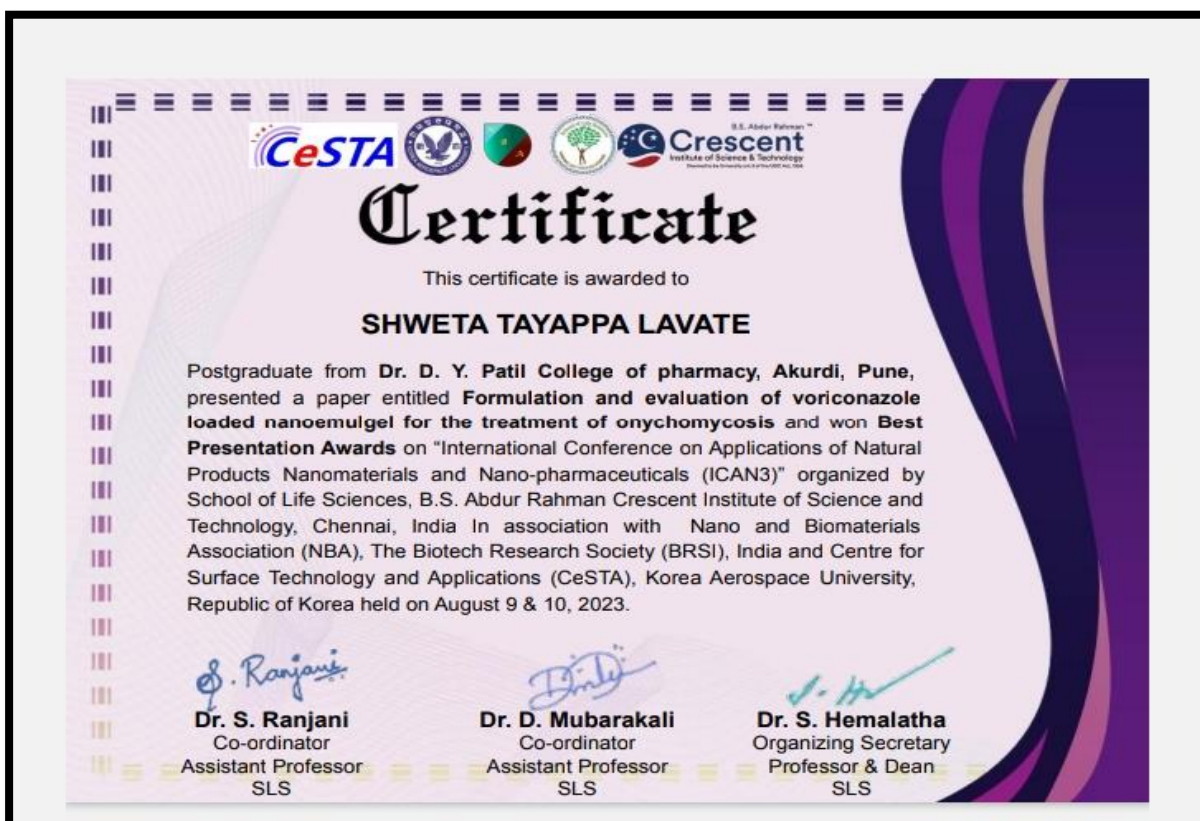 CeSTA
B.S. Abdur Rahman
Crescent
Institute of Science & Technology
Certificate
This certificate is awarded to
SHWETA TAYAPPA LAVATE
Postgraduate from Dr. D. Y. Patil College of pharmacy, Akurdi, Pune,
presented a paper entitled Formulation and evaluation of voriconazole
loaded nanoemulgel for the treatment of onychomycosis and won Best
Presentation Awards on “International Conference on Applications of Natural
Products Nanomaterials and Nano-pharmaceuticals (ICAN3)” organized by
School of Life Sciences, B.S. Abdur Rahman Crescent Institute of Science and
Technology, Chennai, India In association with Nano and Biomaterials
Association (NBA), The Biotech Research Society (BRSI), India and Centre for
Surface Technology and Applications (CeSTA), Korea Aerospace University,
Republic of Korea held on August 9 & 10, 2023.
S. Ranjani
Dr. S. Ranjani
Co-ordinator
Assistant Professor
SLS
Dr. D. Mubarakali
Co-ordinator
Assistant Professor
SLS
Dr. S. Hemalatha
Organizing Secretary
Professor & Dean
SLS